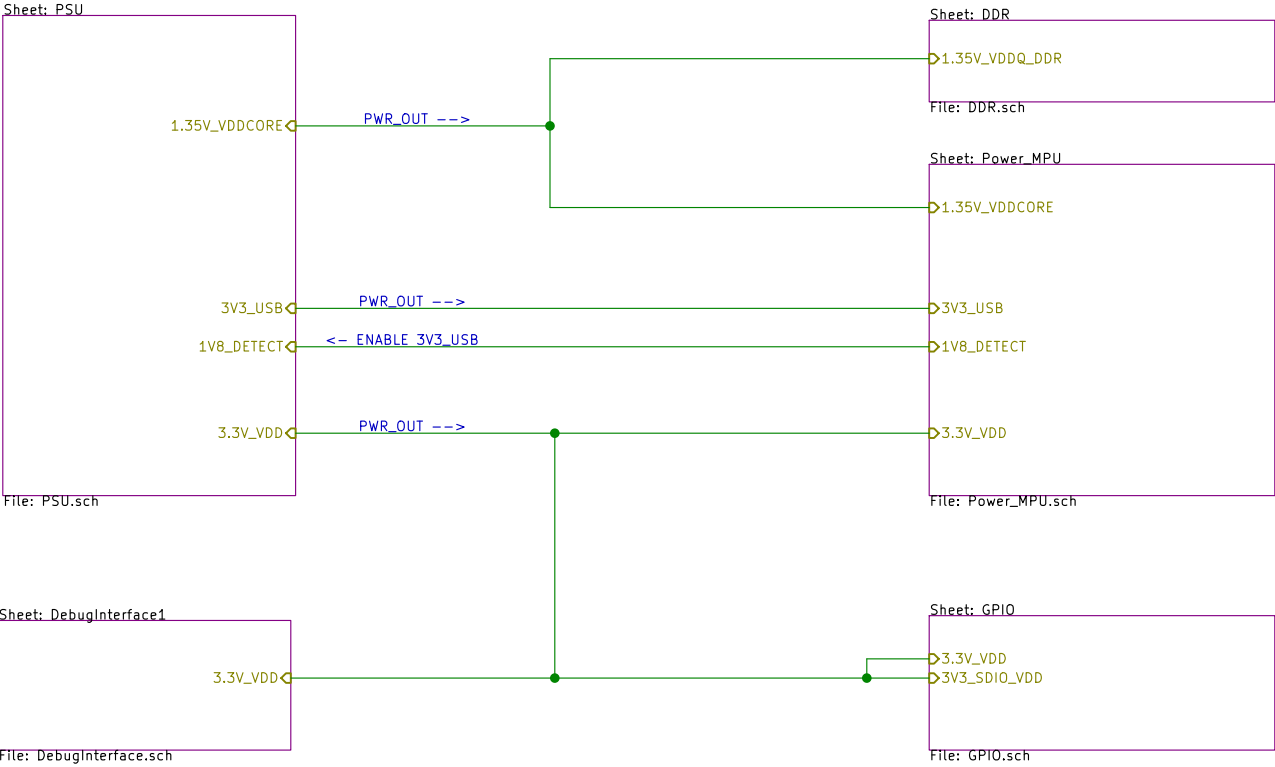 Sheet: PSU
Sheet: DDR
1.35V_VDDQ_DDR
File: DDR.sch
1.35V_VDDCORE
PWR_OUT -->
Sheet: Power_MPU
1.35V_VDDCORE
3V3_USB
PWR_OUT -->
3V3_USB
1V8_DETECT
<- ENABLE 3V3_USB
1V8_DETECT
3.3V_VDD
PWR_OUT -->
3.3V_VDD
File: PSU.sch
File: Power_MPU.sch
Sheet: DebugInterface1
Sheet: GPIO
3.3V_VDD
3.3V_VDD
3V3_SDIO_VDD
File: DebugInterface.sch
File: GPIO.sch